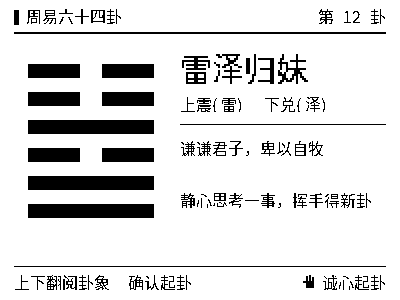 周易六十四卦 第 12 卦
雷泽归妹
上震(雷) 下兑(泽)
谦谦君子，卑以自牧
静心思考一事，挥手得新卦
上下翻阅卦象 确认起卦 诚心起卦